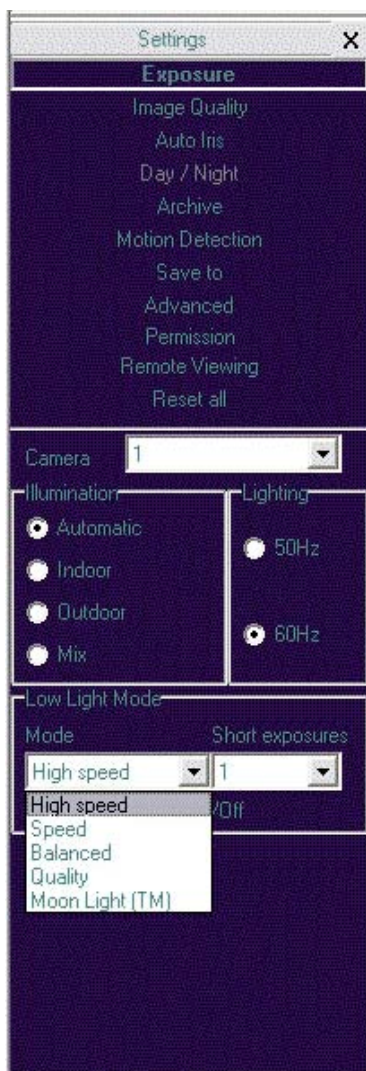 Settings X
Exposure
Image Quality
Auto Iris
Day / Night
Archive
Motion Detection
Save to
Advanced
Permission
Remote Viewing
Reset all
Camera 1
Illumination Lighting
Automatic
50Hz
Indoor
Outdoor
60Hz
Mix
Low Light Mode
Mode Short exposures
High speed 1
High speed /Off
Speed
Balanced
Quality
Moon Light (TM)